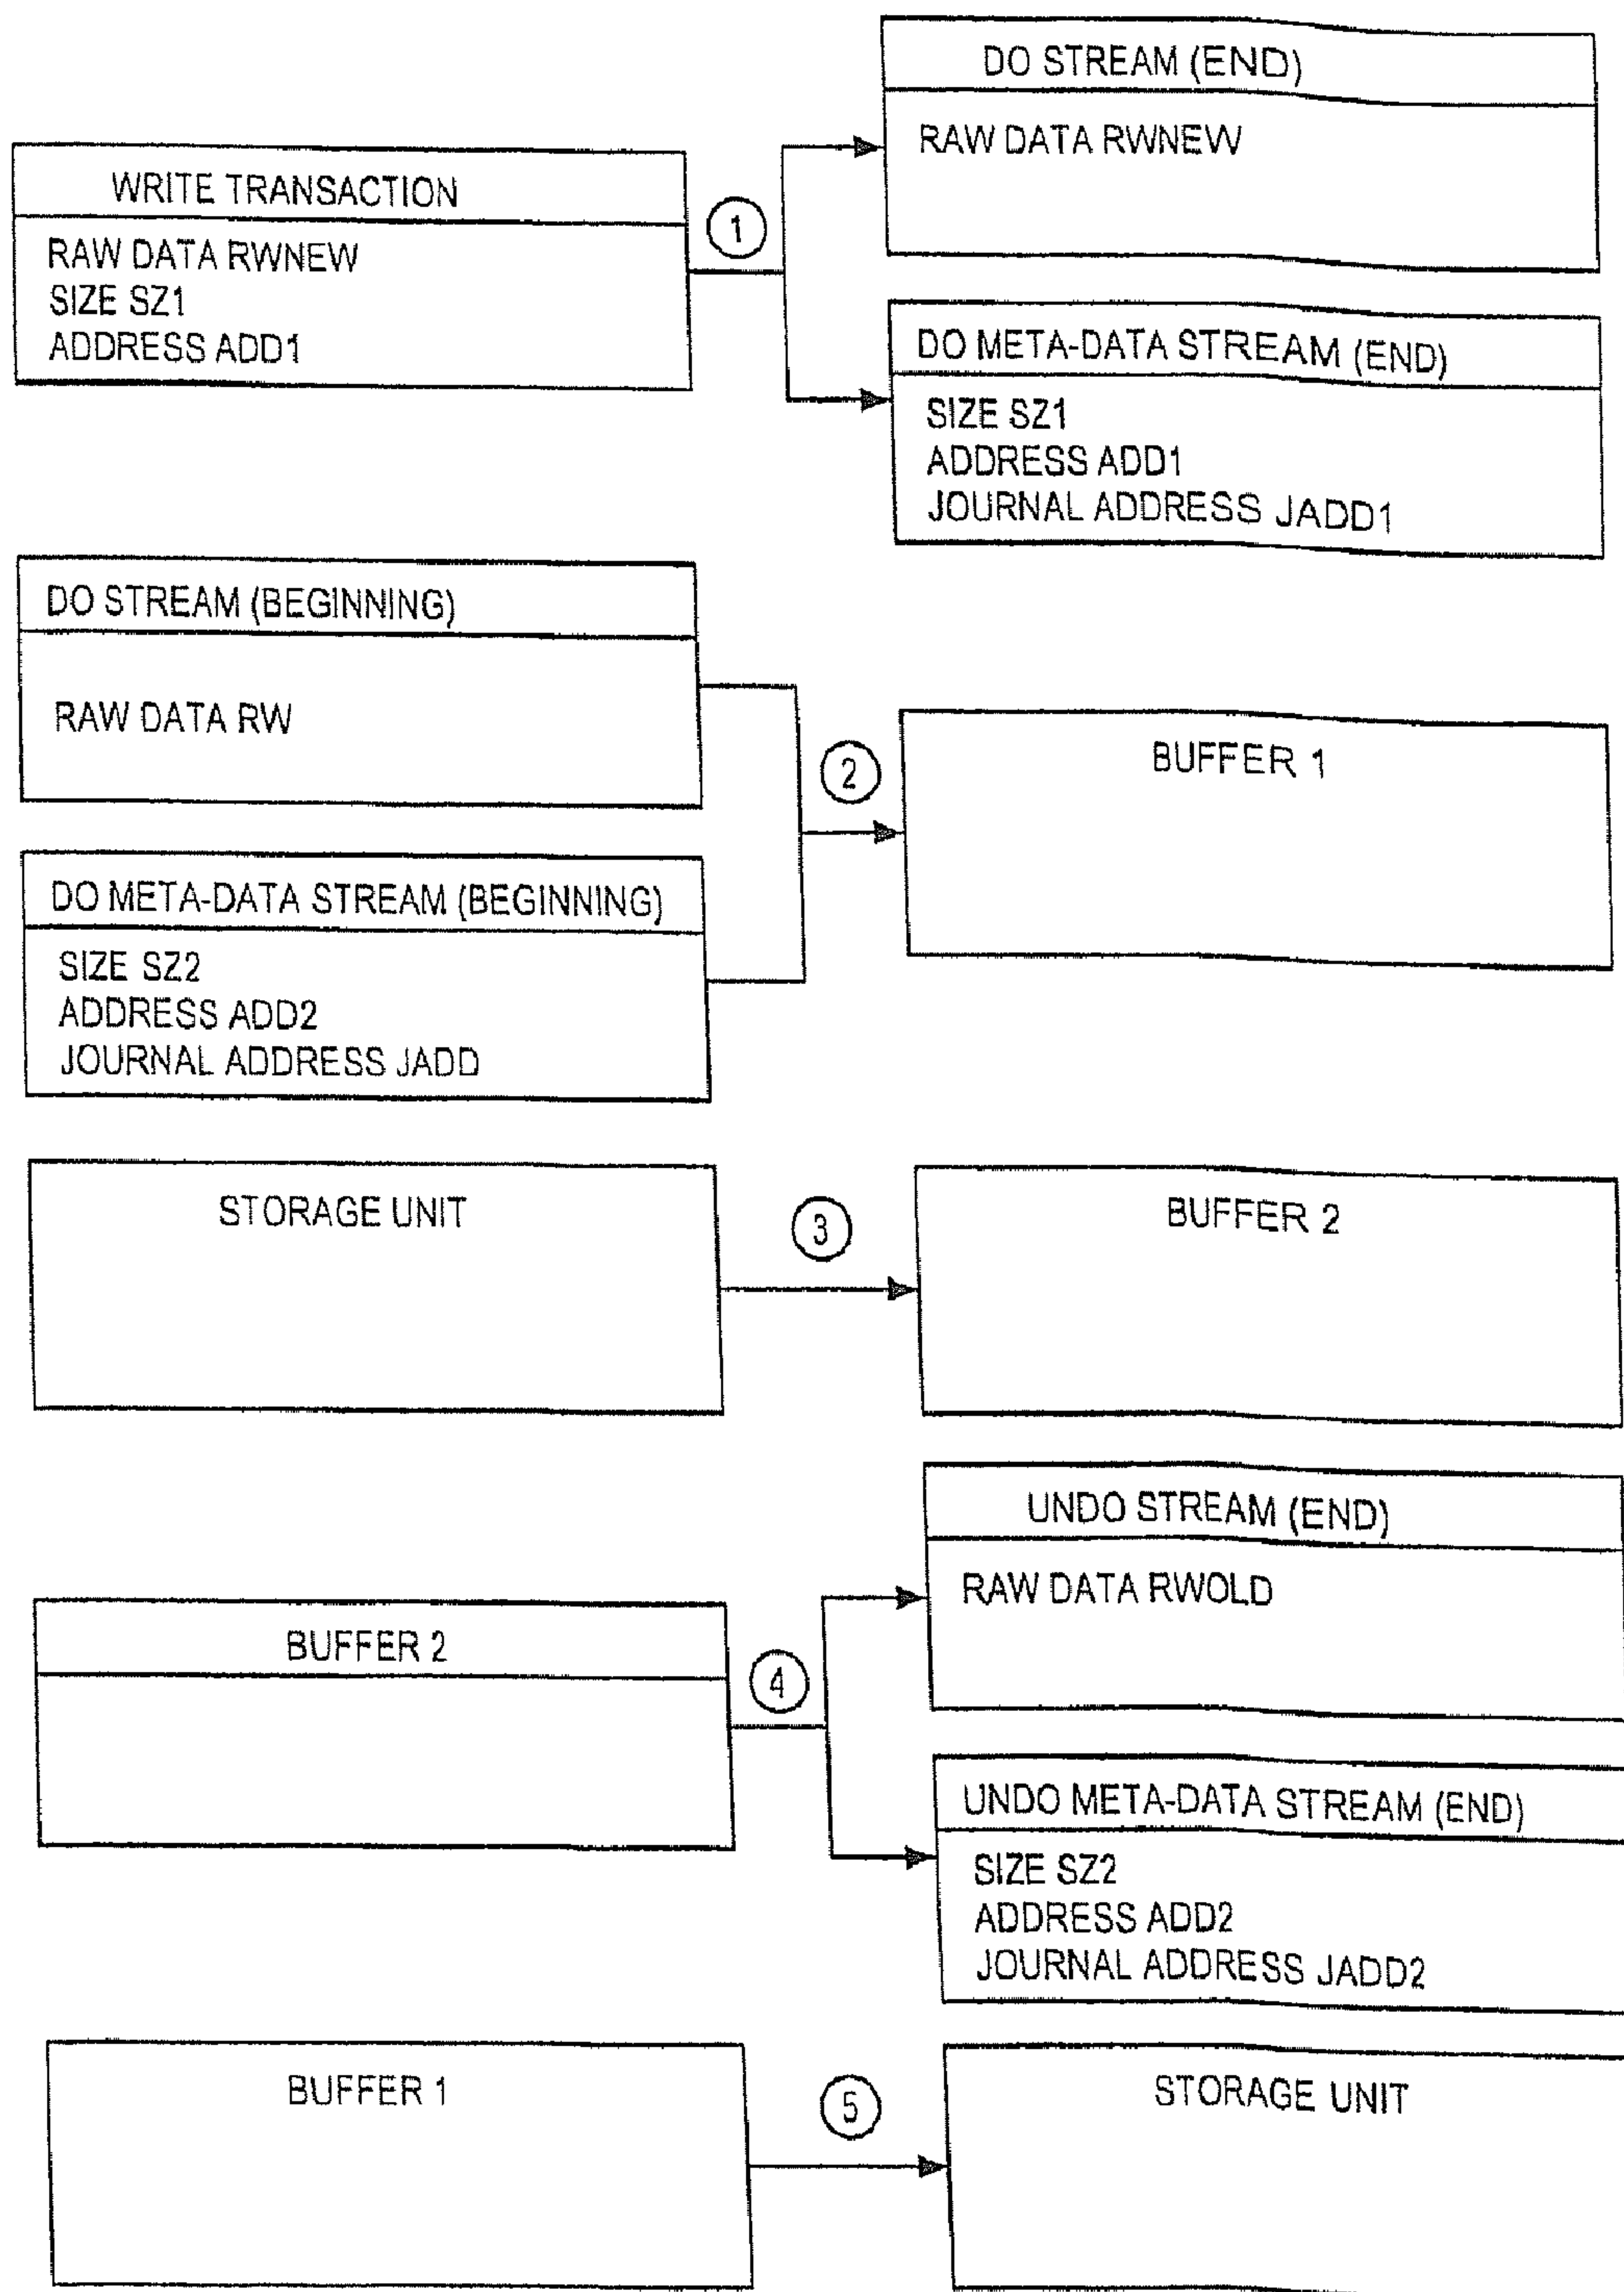 DO STREAM (END)
RAW DATA RWNEW
WRITE TRANSACTION
RAW DATA RWNEW
SIZE SZ1
ADDRESS ADD1
1
DO META-DATA STREAM (END)
SIZE SZ1
ADDRESS ADD1
JOURNAL ADDRESS JADD1
DO STREAM (BEGINNING)
RAW DATA RW
DO META-DATA STREAM (BEGINNING)
SIZE SZ2
ADDRESS ADD2
JOURNAL ADDRESS JADD
2
BUFFER 1
STORAGE UNIT
3
BUFFER 2
BUFFER 2
4
UNDO STREAM (END)
RAW DATA RWOLD
UNDO META-DATA STREAM (END)
SIZE SZ2
ADDRESS ADD2
JOURNAL ADDRESS JADD2
BUFFER 1
5
STORAGE UNIT